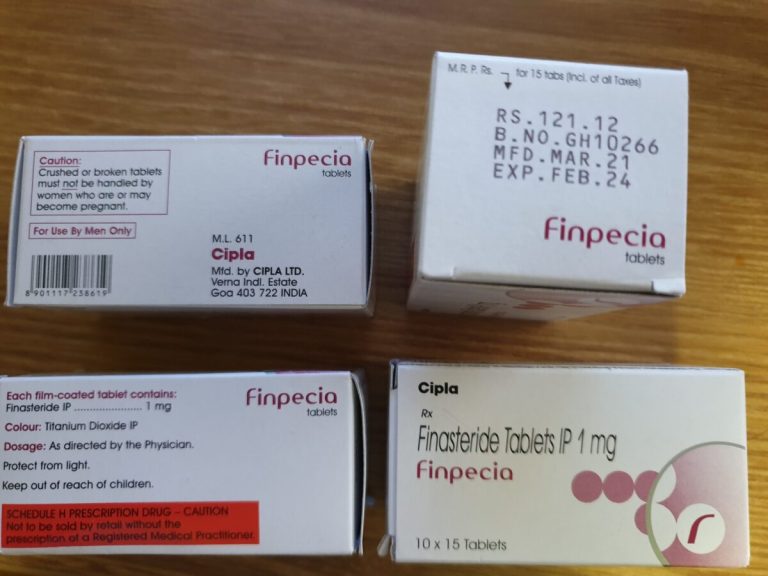 Caution:
Crushed or broken tablets
must not be handled by
women who are or may
become pregnant.
For Use By Men Only
8 901117 238619
Finpecia
tablets
M.L. 611
Cipla
Mfd. by CIPLA LTD.
Verna Indl. Estate
Goa 403 722 INDIA
M. R. P. Rs. for 15 tabs (Incl. of all Taxes)
RS.121.12
B.NO.GH10266
MFD.MAR.21
EXP.FEB.24
Finpecia
tablets
Each film-coated tablet contains:
Finasteride IP ...................... 1 mg
Colour: Titanium Dioxide IP
Dosage: As directed by the Physician.
Protect from light.
Keep out of reach of children.
SCHEDULE H PRESCRIPTION DRUG – CAUTION
Not to be sold by retail without the
prescription of a Registered Medical Practitioner.
Finpecia
tablets
Cipla
Rx
Finasteride Tablets IP 1 mg
Finpecia
10 x 15 Tablets
r